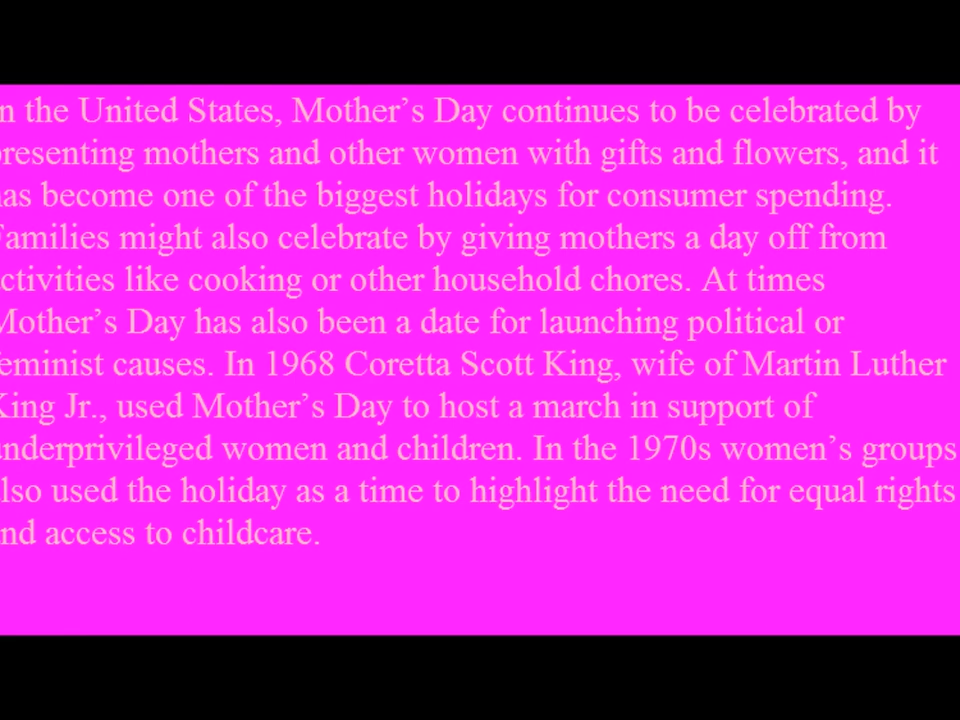 n the United States, Mother’s Day continues to be celebrated by
presenting mothers and other women with gifts and flowers, and it
has become one of the biggest holidays for consumer spending.
Families might also celebrate by giving mothers a day off from
ctivities like cooking or other household chores. At times
Mother’s Day has also been a date for launching political or
feminist causes. In 1968 Coretta Scott King, wife of Martin Luther
King Jr., used Mother’s Day to host a march in support of
underprivileged women and children. In the 1970s women’s groups
lso used the holiday as a time to highlight the need for equal rights
nd access to childcare.